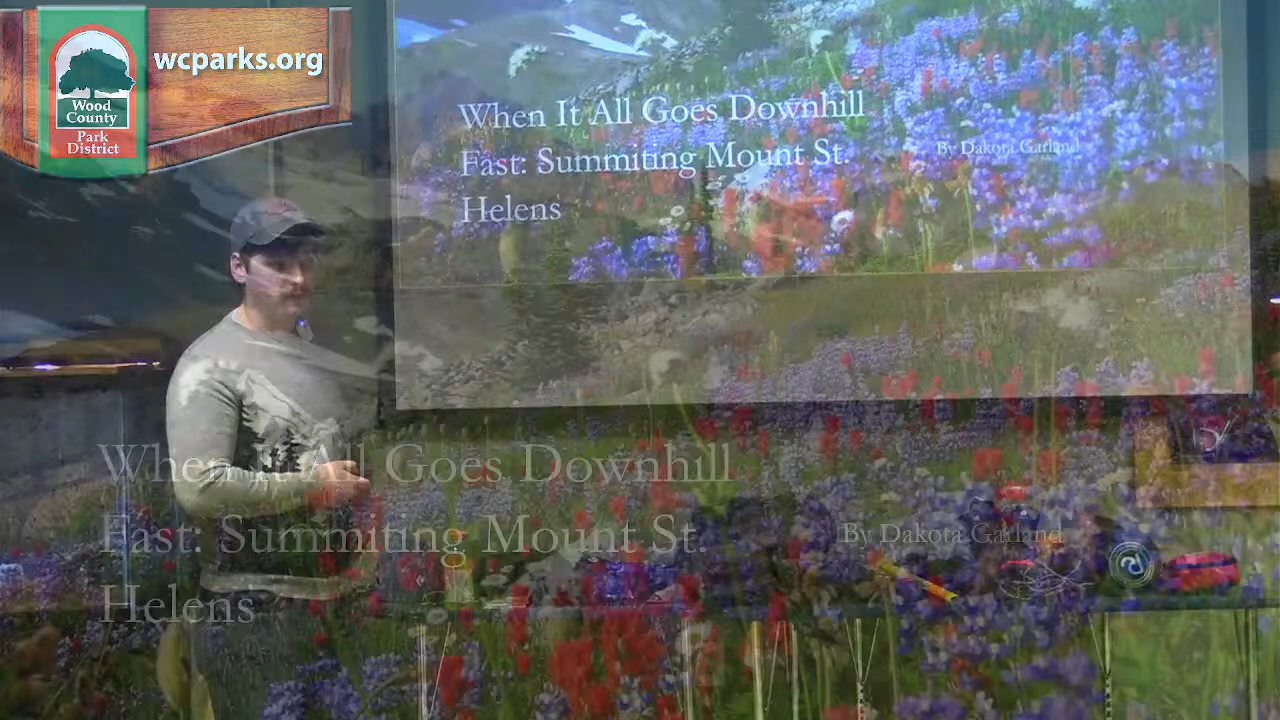 wcparks.org
Wood
County
Park
District
When It All Goes Downhill
Fast: Summiting Mount St.
Helens
By Dakota Garland
When It All Goes Downhill
Fast: Summiting Mount St.
Helens
By Dakota Garland